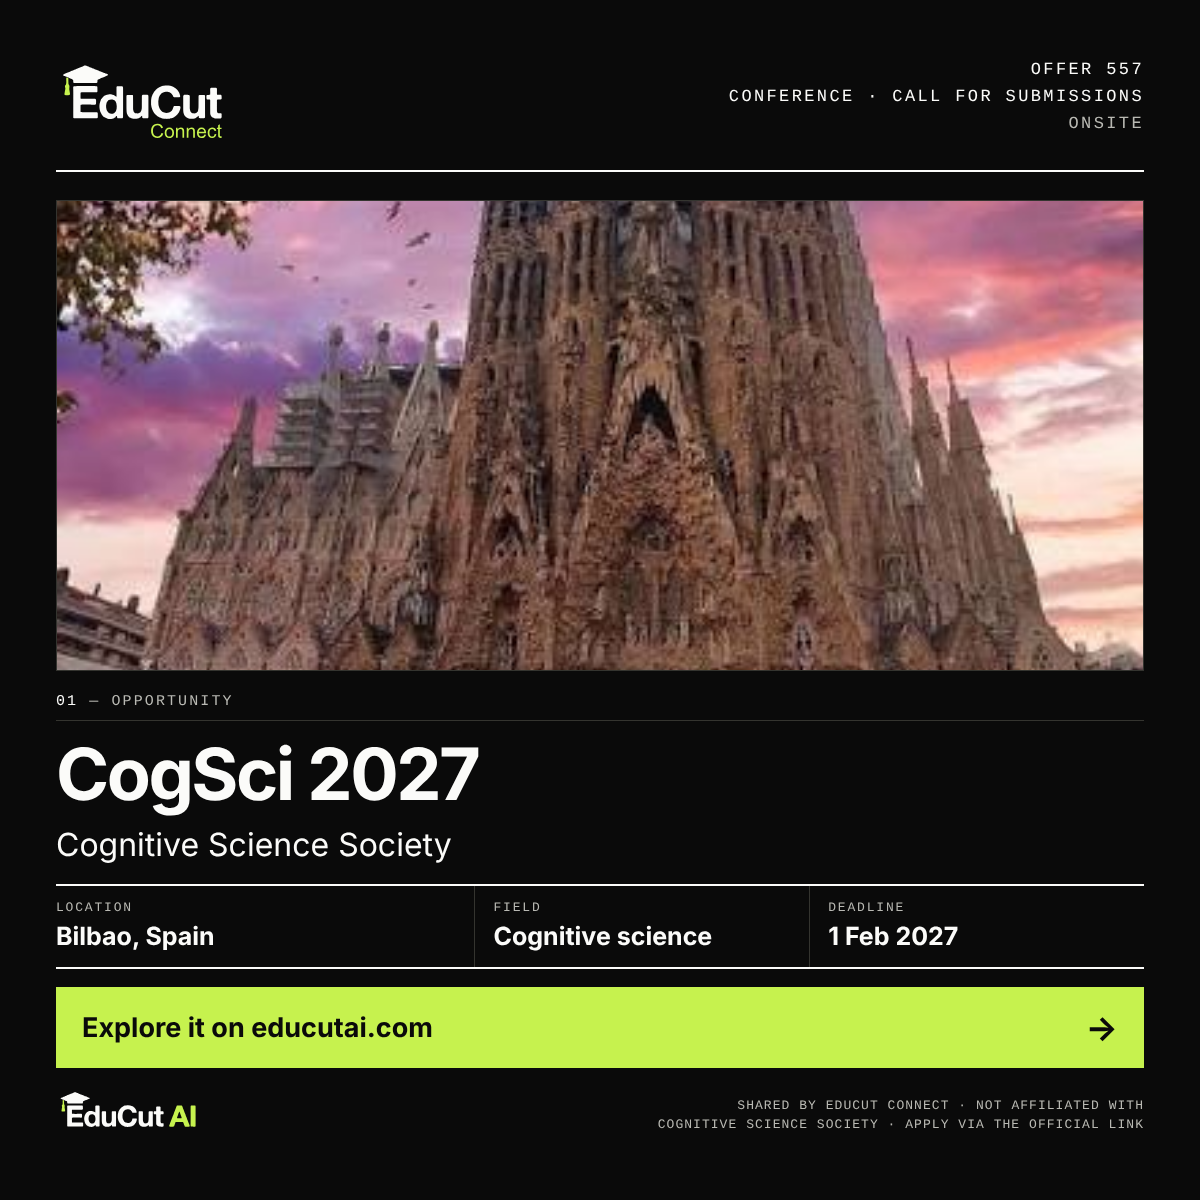 EduCut
Connect
OFFER 557
CONFERENCE · CALL FOR SUBMISSIONS
ONSITE
01 — OPPORTUNITY
CogSci 2027
Cognitive Science Society
LOCATION
Bilbao, Spain
FIELD
Cognitive science
DEADLINE
1 Feb 2027
Explore it on educutai.com →
EduCut AI
SHARED BY EDUCUT CONNECT · NOT AFFILIATED WITH
COGNITIVE SCIENCE SOCIETY · APPLY VIA THE OFFICIAL LINK